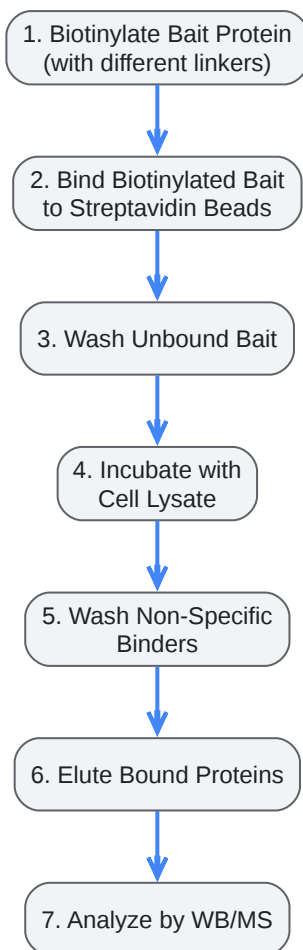 1. Biotinylate Bait Protein
(with different linkers)
2. Bind Biotinylated Bait
to Streptavidin Beads
3. Wash Unbound Bait
4. Incubate with
Cell Lysate
5. Wash Non-Specific
Binders
6. Elute Bound Proteins
7. Analyze by WB/MS